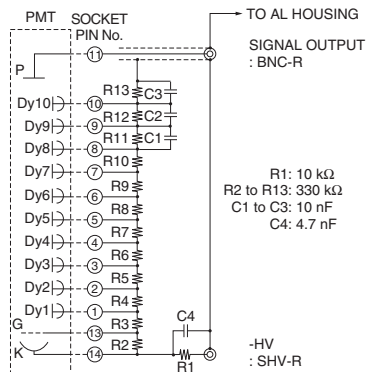 PMT
SOCKET
PIN No.
TO AL HOUSING
SIGNAL OUTPUT
: BNC-R
P
11
R13
C3
Dy10
10
R12
C2
Dy9
9
R11
C1
Dy8
8
R10
Dy7
7
R9
Dy6
6
R8
Dy5
5
R7
Dy4
4
R6
Dy3
3
R5
Dy2
2
R4
Dy1
1
R3
G
13
R2
K
14
C4
R1
R1: 10 kΩ
R2 to R13: 330 kΩ
C1 to C3: 10 nF
C4: 4.7 nF
-HV
: SHV-R